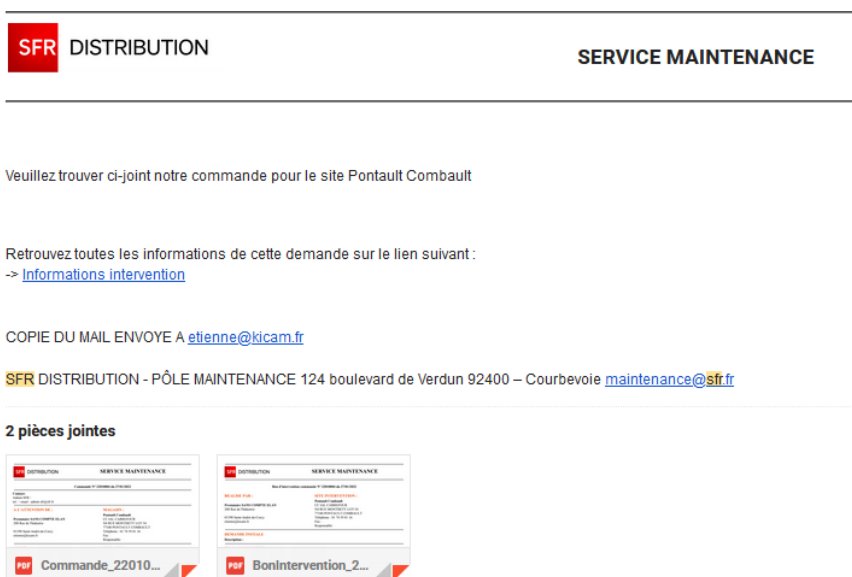 SFR DISTRIBUTION
SERVICE MAINTENANCE
Veuillez trouver ci-joint notre commande pour le site Pontault Combault
Retrouvez toutes les informations de cette demande sur le lien suivant :
-> Informations intervention
COPIE DU MAIL ENVOYE A etienne@kicam.fr
SFR DISTRIBUTION - PÔLE MAINTENANCE 124 boulevard de Verdun 92400 – Courbevoie maintenance@sfr.fr
2 pièces jointes
SFR DISTRIBUTION SERVICE MAINTENANCE
SFR DISTRIBUTION SERVICE MAINTENANCE
PDF Commande_22010...
PDF BonIntervention_2...